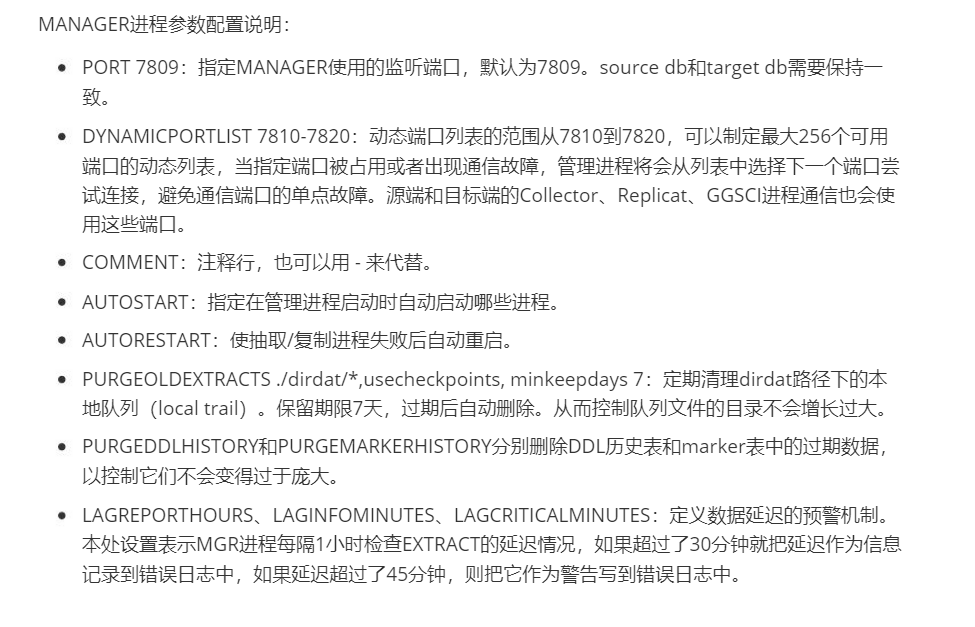 MANAGER进程参数配置说明：
PORT 7809：指定MANAGER使用的监听端口，默认为7809。source db和target db需要保持一
致。
DYNAMICPORTLIST 7810-7820：动态端口列表的范围从7810到7820，可以制定最大256个可用
端口的动态列表，当指定端口被占用或者出现通信故障，管理进程将会从列表中选择下一个端口尝
试连接，避免通信端口的单点故障。源端和目标端的Collector、Replicat、GGSCI进程通信也会使
用这些端口。
COMMENT：注释行，也可以用 - 来代替。
AUTOSTART：指定在管理进程启动时自动启动哪些进程。
AUTORESTART：使抽取/复制进程失败后自动重启。
PURGEOLDEXTRACTS ./dirdat/*,usecheckpoints, minkeepdays 7：定期清理dirdat路径下的本
地队列（local trail）。保留期限7天，过期后自动删除。从而控制队列文件的目录不会增长过大。
PURGEDDLHISTORY和PURGEMARKERHISTORY分别删除DDL历史表和marker表中的过期数据，
以控制它们不会变得过于庞大。
LAGREPORTHOURS、LAGINFOMINUTES、LAGCRITICALMINUTES：定义数据延迟的预警机制。
本处设置表示MGR进程每隔1小时检查EXTRACT的延迟情况，如果超过了30分钟就把延迟作为信息
记录到错误日志中，如果延迟超过了45分钟，则把它作为警告写到错误日志中。